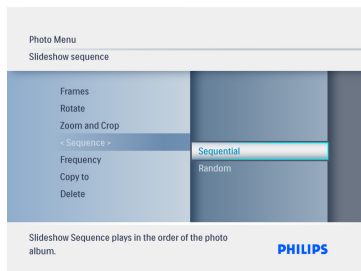 Photo Menu
Slideshow sequence
Frames
Rotate
Zoom and Crop
< Sequence >
Frequency
Copy to
Delete
Sequential
Random
Slideshow Sequence plays in the order of the photo
album.
PHILIPS